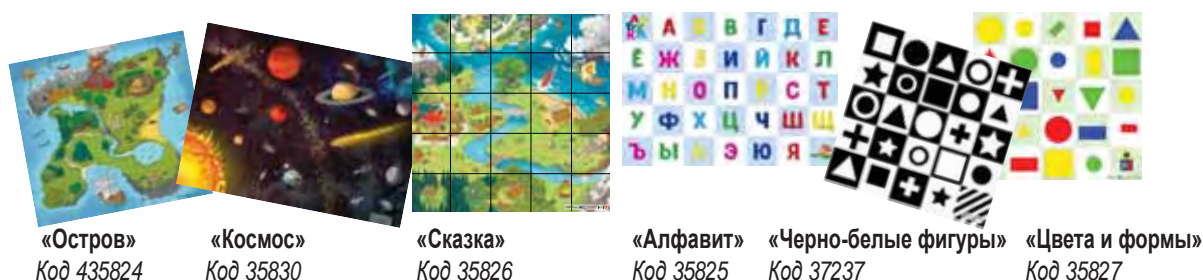 А Б В Г Д Е
Ё Ж З И Й К Л
М Н О П Р С Т
У Ф Х Ц Ч Ш Щ
Ъ Ы Ь Э Ю Я
«Остров» «Космос» «Сказка» «Алфавит» «Черно-белые фигуры» «Цвета и формы»
Код 435824 Код 35830 Код 35826 Код 35825 Код 37237 Код 35827